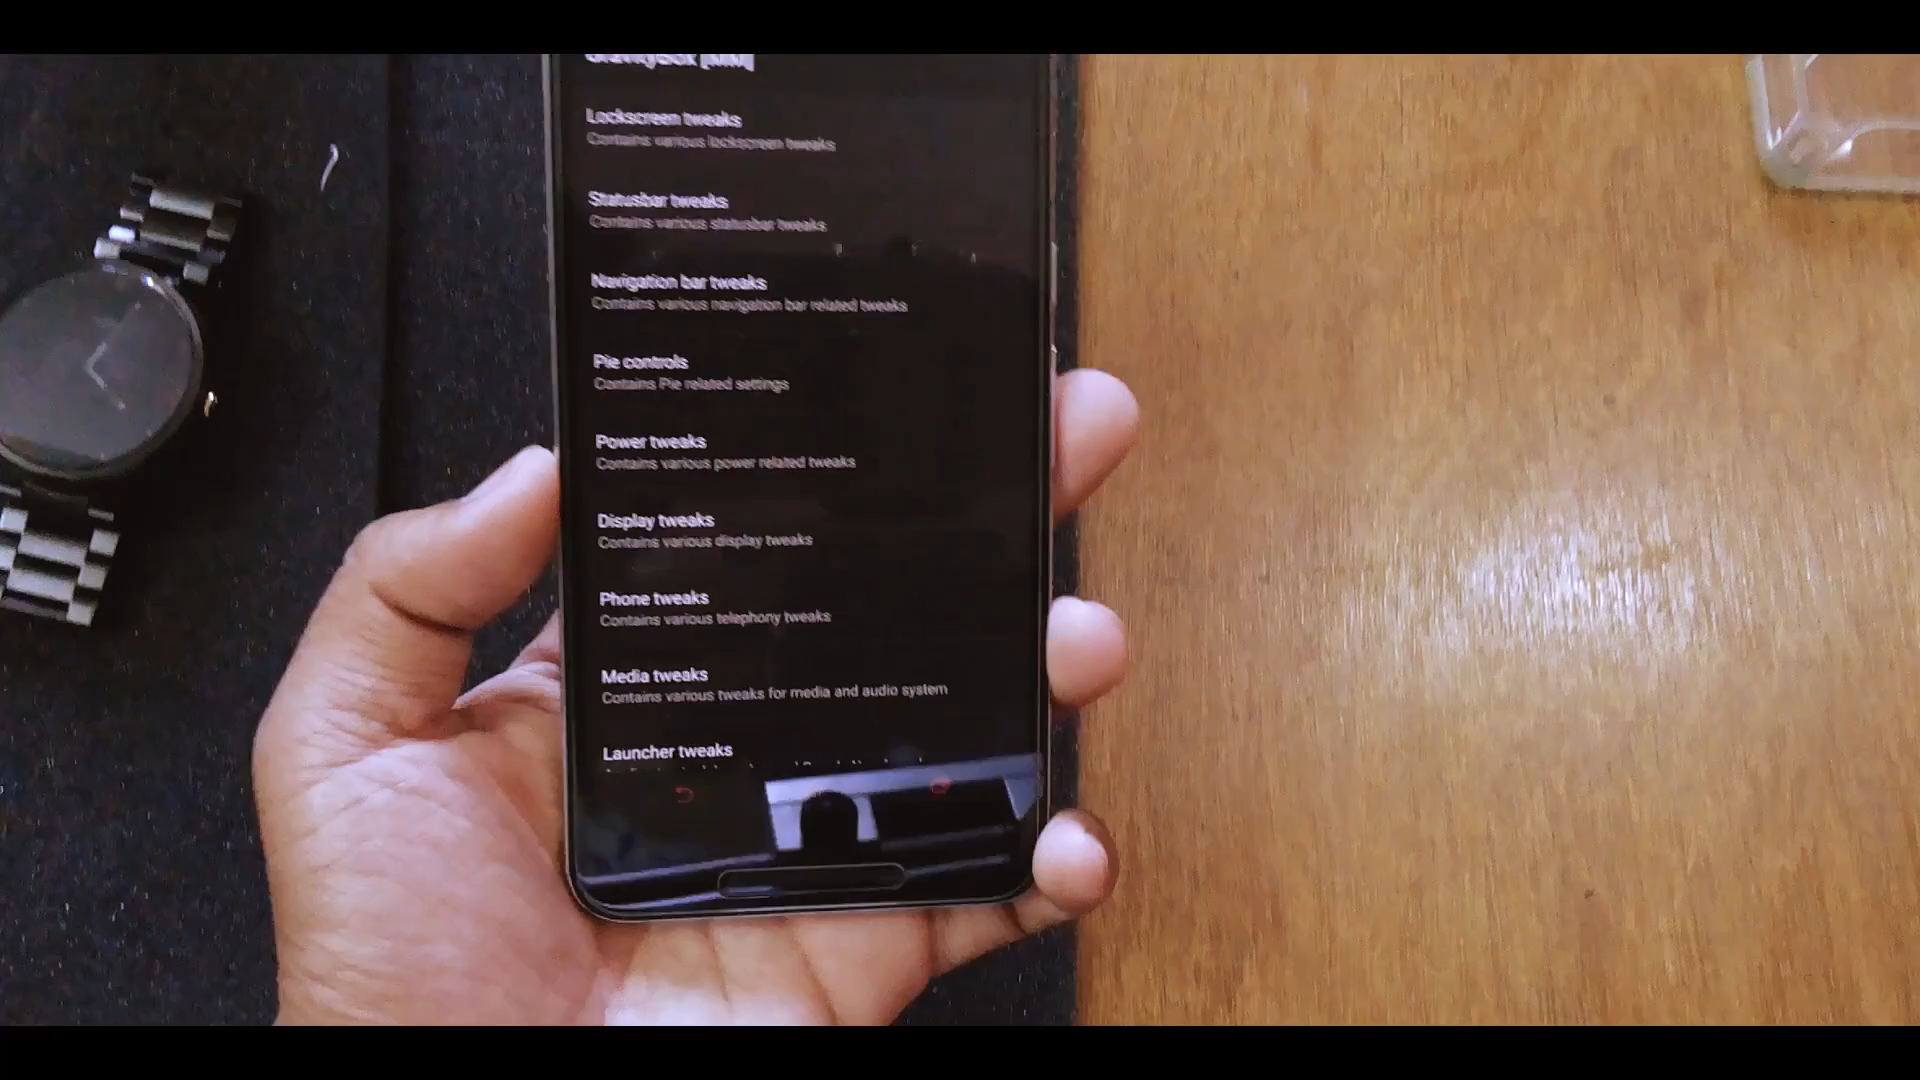 GravityBox [MM]
Lockscreen tweaks
Contains various lockscreen tweaks
Statusbar tweaks
Contains various statusbar tweaks
Navigation bar tweaks
Contains various navigation bar related tweaks
Pie controls
Contains Pie related settings
Power tweaks
Contains various power related tweaks
Display tweaks
Contains various display tweaks
Phone tweaks
Contains various telephony tweaks
Media tweaks
Contains various tweaks for media and audio system
Launcher tweaks